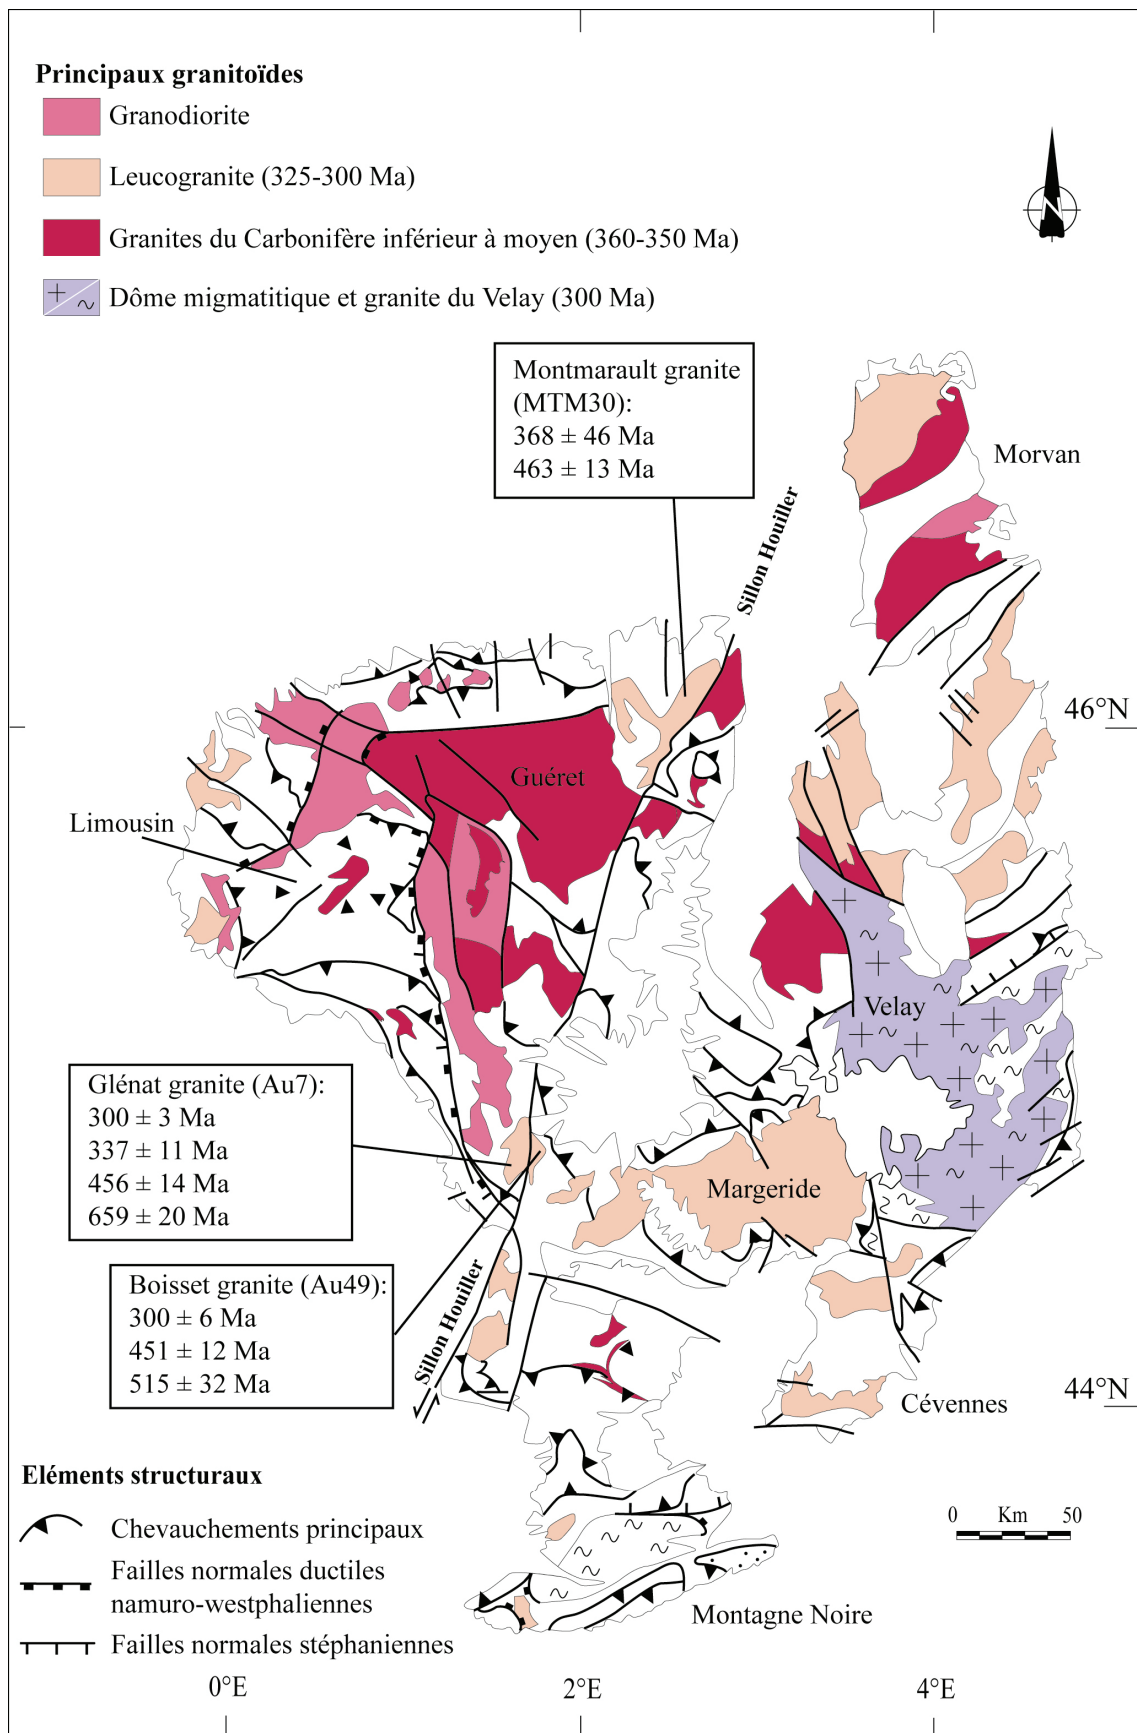 Principaux granitoïdes
Granodiorite
Leucogranite (325-300 Ma)
Granites du Carbonifère inférieur à moyen (360-350 Ma)
Dôme migmatitique et granite du Velay (300 Ma)
N
Montmarault granite
(MTM30):
368 ± 46 Ma
463 ± 13 Ma
Morvan
Sillon Houiller
46°N
Guéret
Limousin
Velay
Glénat granite (Au7):
300 ± 3 Ma
337 ± 11 Ma
456 ± 14 Ma
659 ± 20 Ma
Margeride
Boisset granite (Au49):
300 ± 6 Ma
451 ± 12 Ma
515 ± 32 Ma
Sillon Houiller
44°N
Cévennes
Eléments structuraux
Chevauchements principaux
Failles normales ductiles
namuro-westphaliennes
Failles normales stéphaniennes
0 Km 50
Montagne Noire
0°E 2°E 4°E